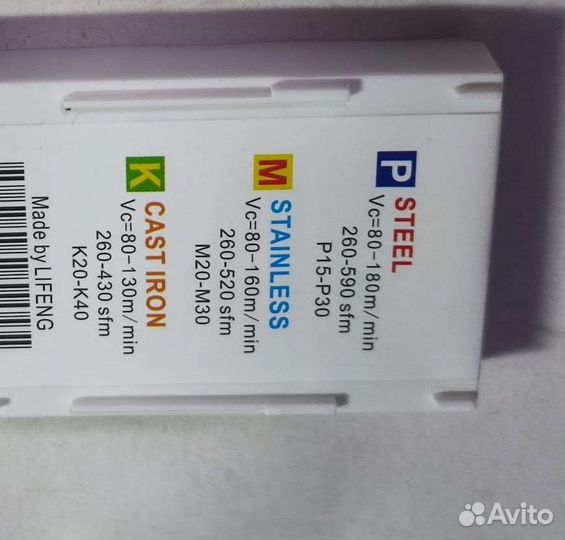 P STEEL
Vc=80-180m/min
260-590 sfm
P15-P30
M STAINLESS
Vc=80-160m/min
260-520 sfm
M20-M30
K CAST IRON
Vc=80-130m/min
260-430 sfm
K20-K40
Made by LIFENG
Avito